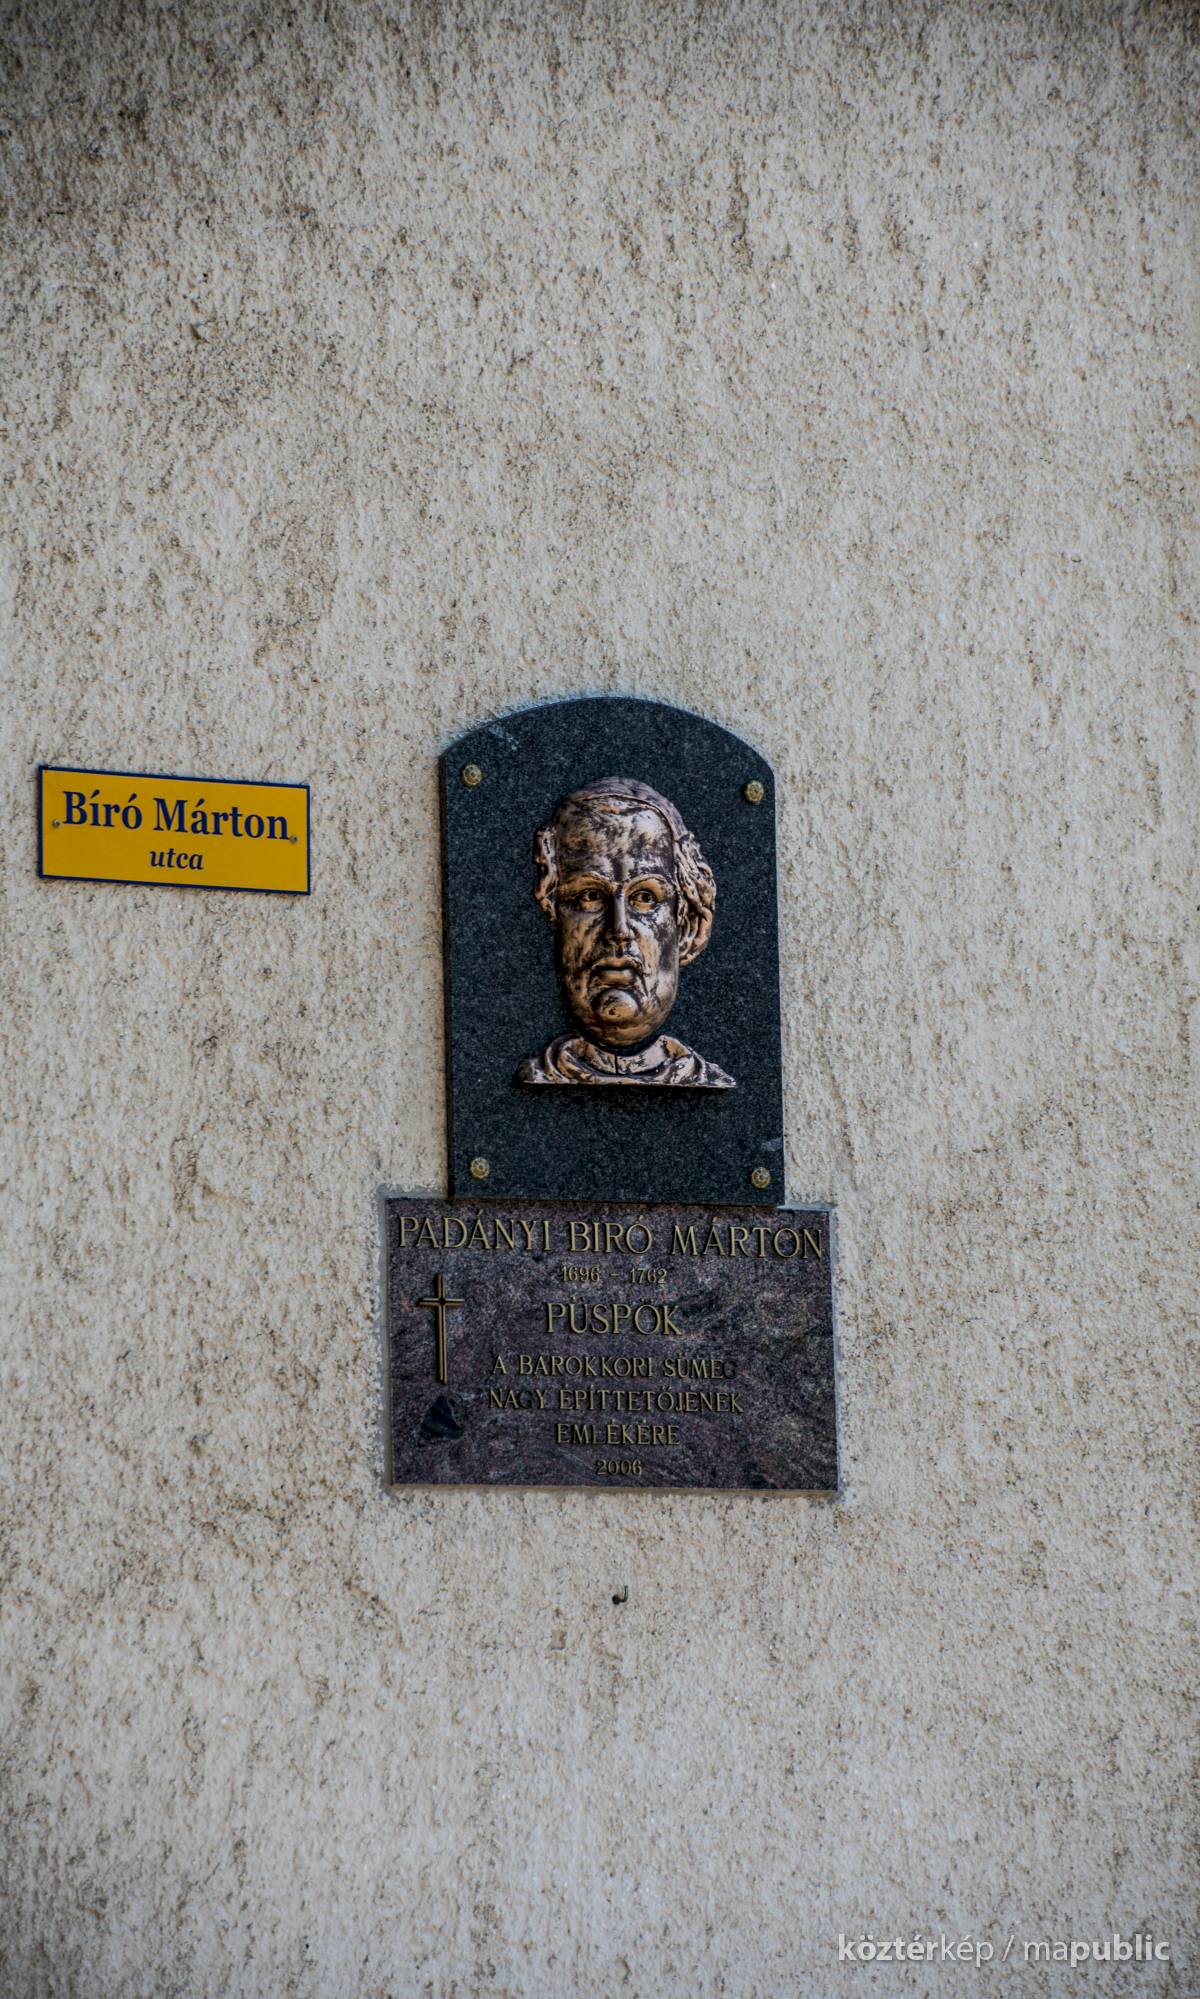 Bíró Márton
utca
PADÁNYI BIRÓ MÁRTON
1696 - 1762
PÜSPÖK
A BAROKKORI SÜMEG
NAGY ÉPÍTTETŐJÉNEK
EMLÉKÉRE
2006
köztérkép / mapublic